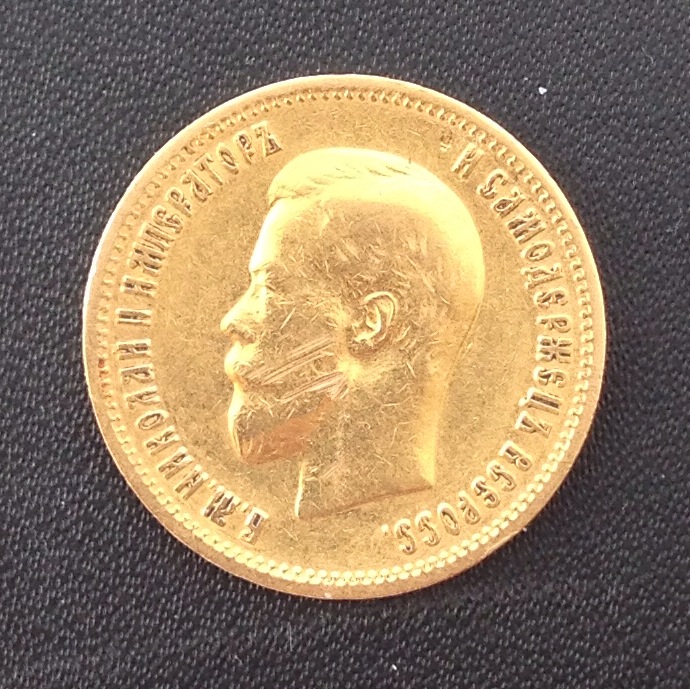 Б. М. НИКОЛАЙ II ИМПЕРАТОРЪ
И САМОДЕРЖЕЦЪ ВСЕРОСС.